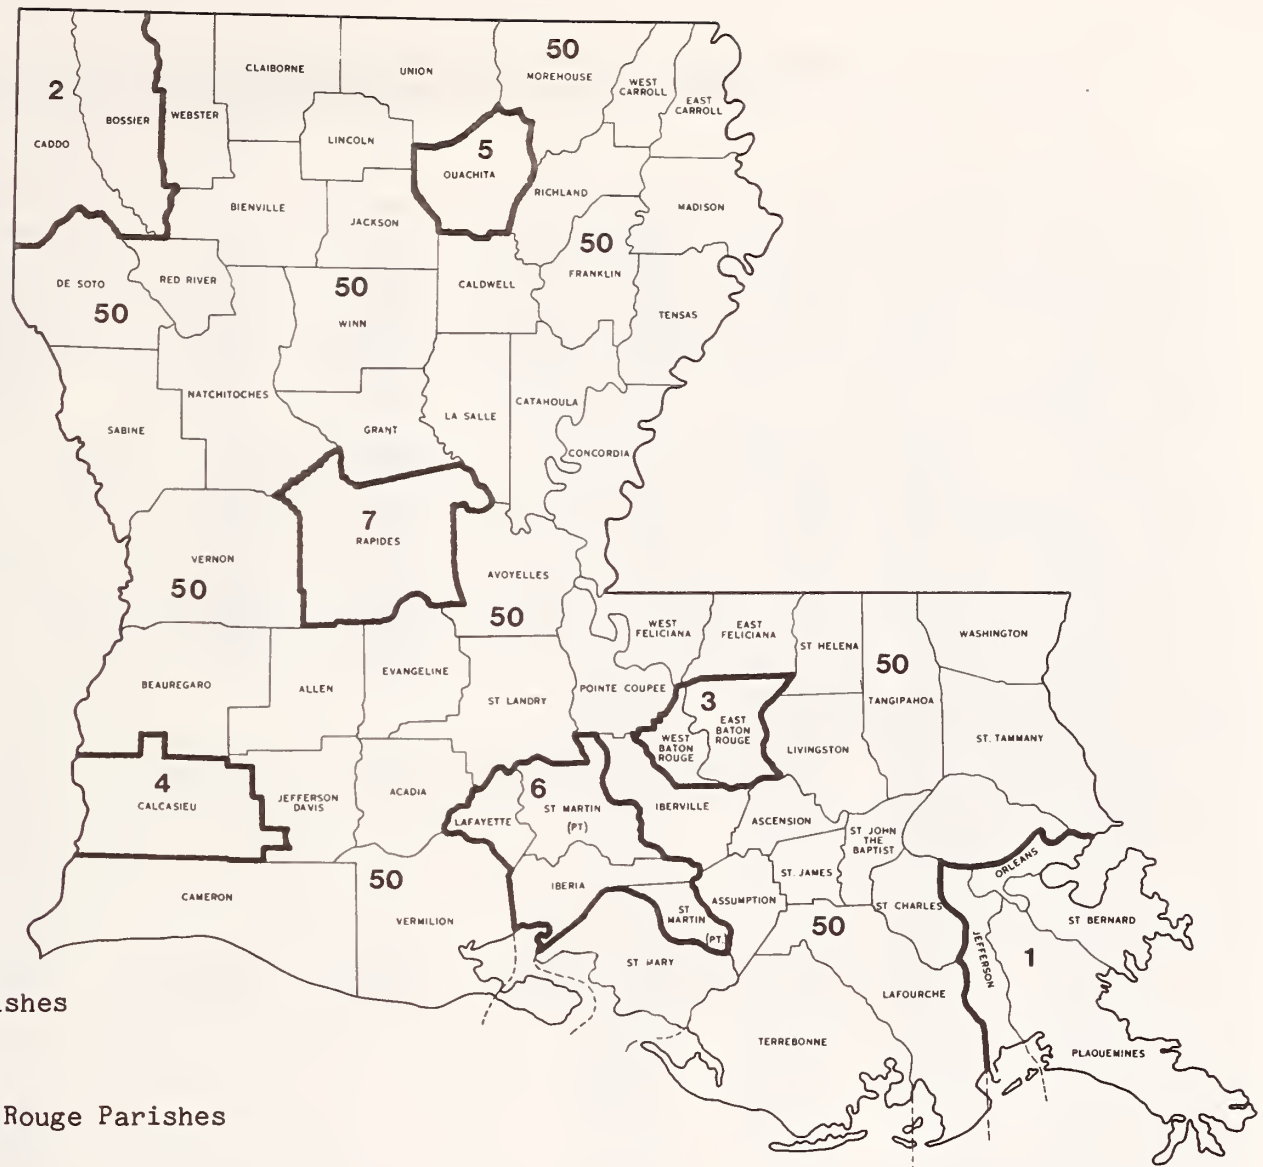 50
CLAIBORNE
UNION
MOREHOUSE
WEST
CARROLL
EAST
CARROLL
2
BOSSIER
WEBSTER
CADDO
LINCOLN
5
OUACHITA
RICHLAND
MADISON
BIENVILLE
JACKSON
50
FRANKLIN
DE SOTO
50
RED RIVER
50
WINN
CALDWELL
TENSAS
NATCHITOCHES
SABINE
GRANT
LA SALLE
CATAHOULA
CONCORDIA
7
RAPIDES
VERNON
50
AVOYELLES
50
WEST
FELICIANA
EAST
FELICIANA
ST HELENA
50
TANGIPAHOA
WASHINGTON
BEAUREGARO
ALLEN
EVANGELINE
ST LANDRY
POINTE COUPEE
3
EAST
BATON
ROUGE
WEST
BATON
ROUGE
LIVINGSTON
ST. TAMMANY
4
CALCASIEU
JEFFERSON
DAVIS
ACADIA
LAFAYETTE
6
ST MARTIN
(PT)
IBERVILLE
ASCENSION
ST JOHN
THE
BAPTIST
ORLEANS
50
CAMERON
VERMILION
IBERIA
ST
MARTIN
(PT.)
ASSUMPTION
ST. JAMES
50
ST CHARLES
JEFFERSON
1
ST BERNARD
ST MARY
LAFOURCHE
TERREBONNE
PLAOUEMINES
ishes
Rouge Parishes